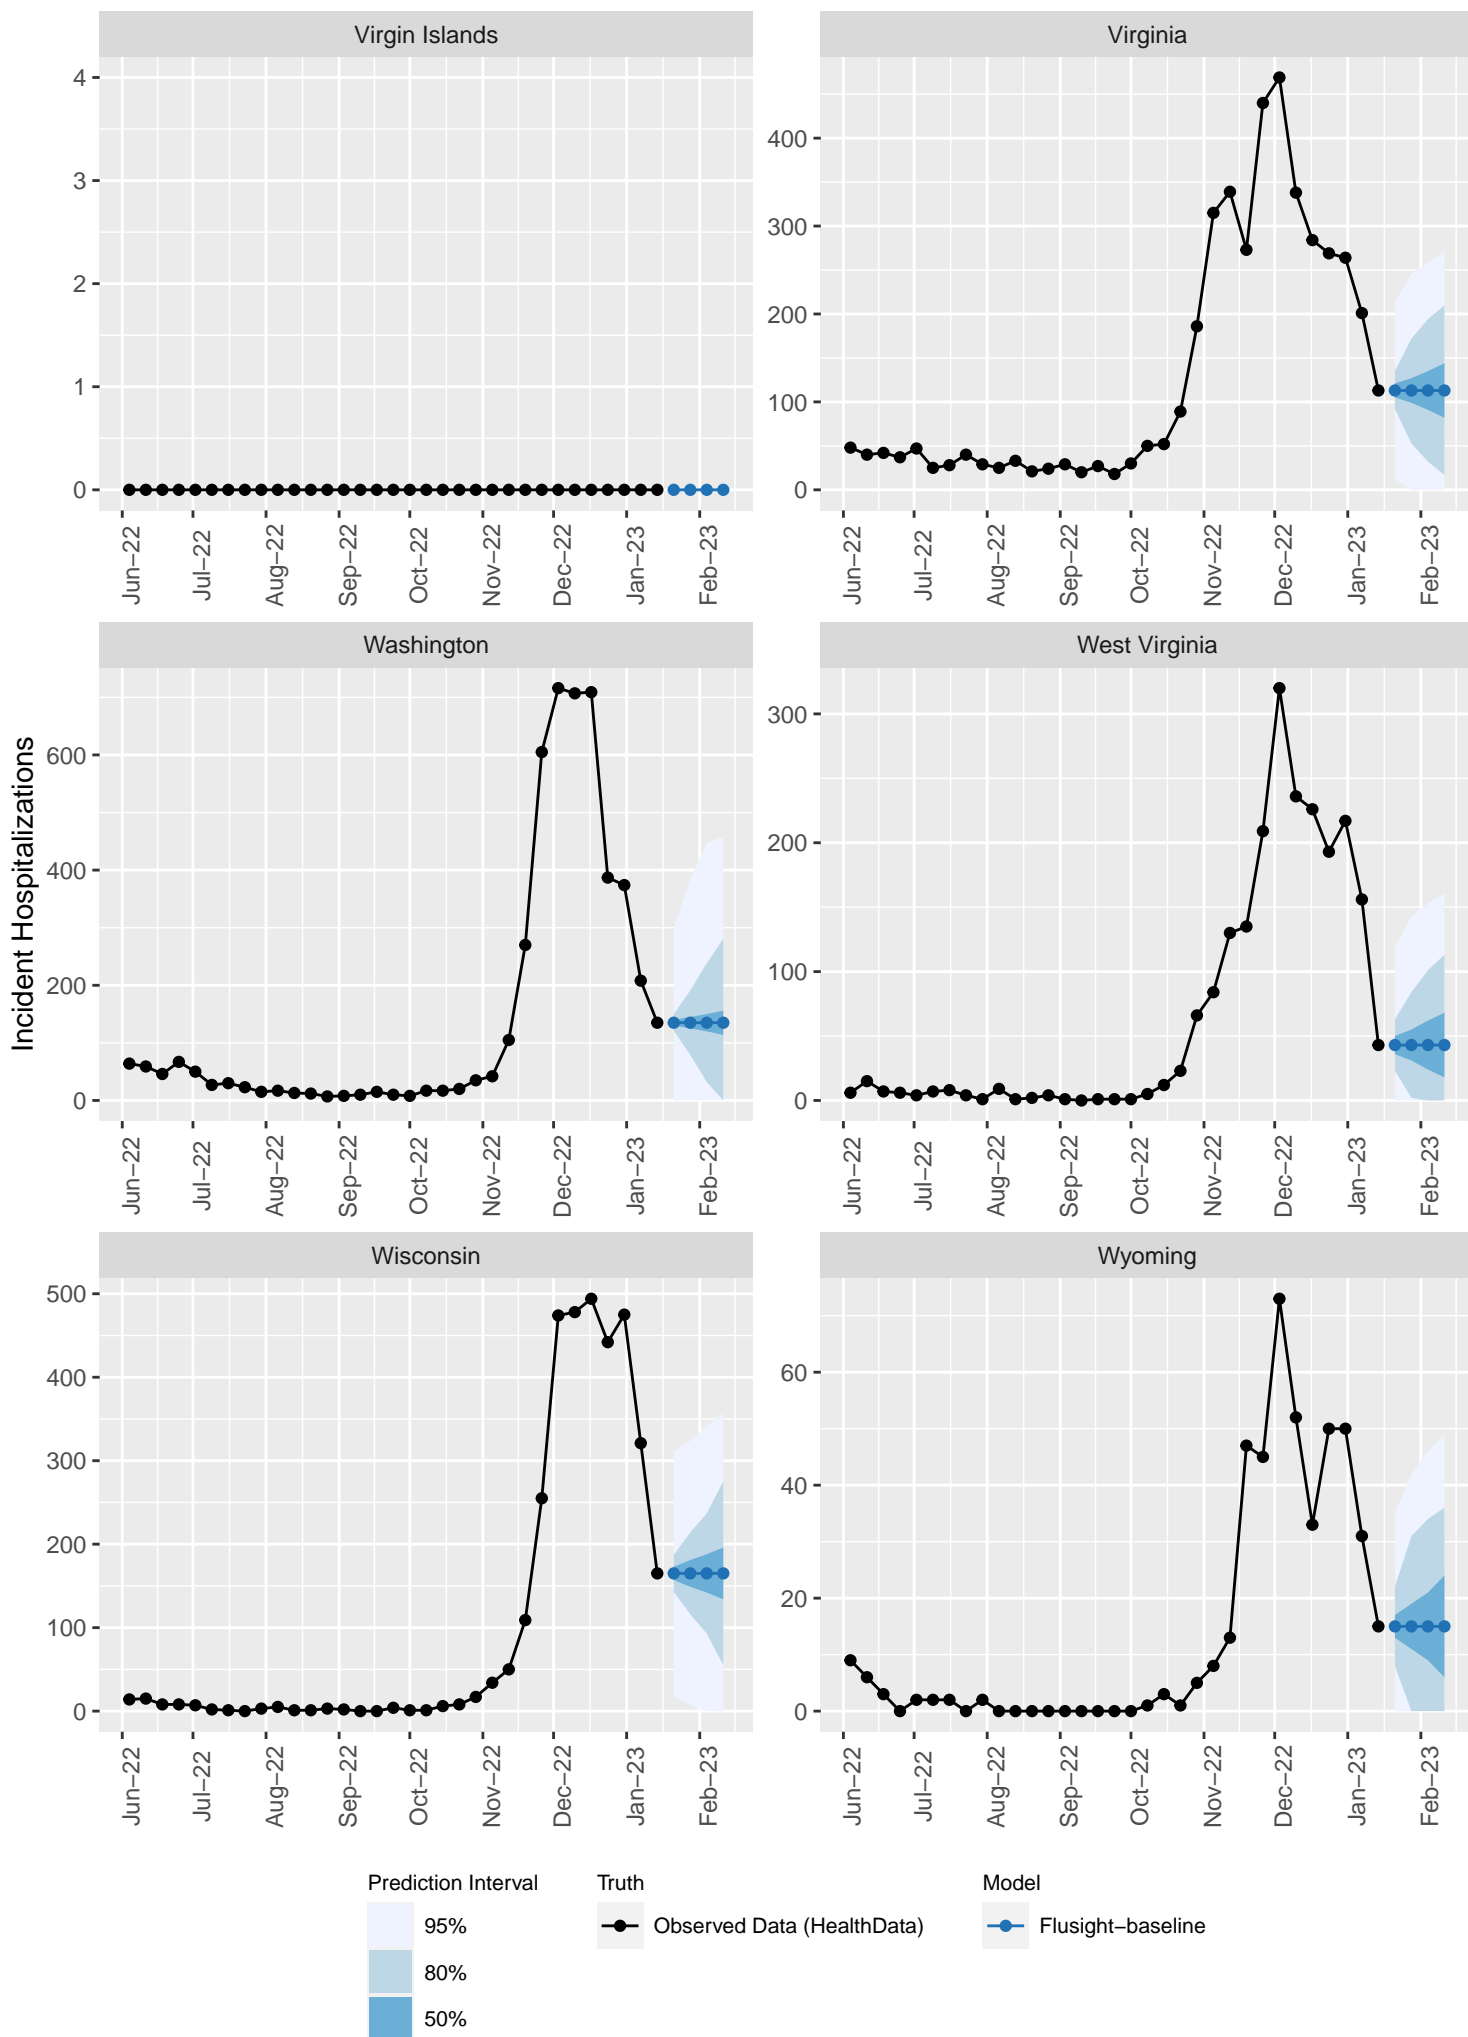 Virgin Islands
4
3
2
1
0
Jun−22 Jul−22 Aug−22 Sep−22 Oct−22 Nov−22 Dec−22 Jan−23 Feb−23
Virginia
400
300
200
100
0
Jun−22 Jul−22 Aug−22 Sep−22 Oct−22 Nov−22 Dec−22 Jan−23 Feb−23
Incident Hospitalizations
Washington
600
400
200
0
Jun−22 Jul−22 Aug−22 Sep−22 Oct−22 Nov−22 Dec−22 Jan−23 Feb−23
West Virginia
300
200
100
0
Jun−22 Jul−22 Aug−22 Sep−22 Oct−22 Nov−22 Dec−22 Jan−23 Feb−23
Wisconsin
500
400
300
200
100
0
Jun−22 Jul−22 Aug−22 Sep−22 Oct−22 Nov−22 Dec−22 Jan−23 Feb−23
Wyoming
60
40
20
0
Jun−22 Jul−22 Aug−22 Sep−22 Oct−22 Nov−22 Dec−22 Jan−23 Feb−23
Prediction Interval
95%
80%
50%
Truth
Observed Data (HealthData)
Model
Flusight−baseline